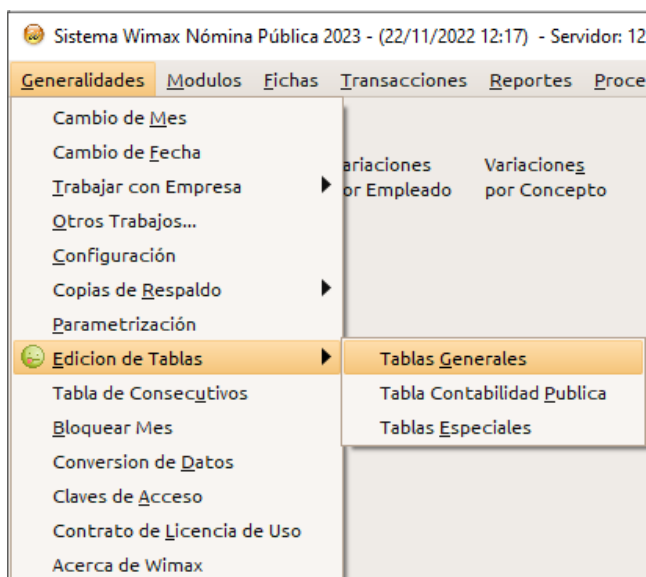 Sistema Wimax Nómina Pública 2023 - (22/11/2022 12:17) - Servidor: 12
Generalidades Modulos Fichas Transacciones Reportes Proce
Cambio de Mes
Cambio de Fecha
ariaciones Variaciones
Trabajar con Empresa
or Empleado por Concepto
Otros Trabajos...
Configuración
Copias de Respaldo
Parametrización
Edicion de Tablas Tablas Generales
Tabla de Consecutivos Tabla Contabilidad Publica
Bloquear Mes Tablas Especiales
Conversion de Datos
Claves de Acceso
Contrato de Licencia de Uso
Acerca de Wimax